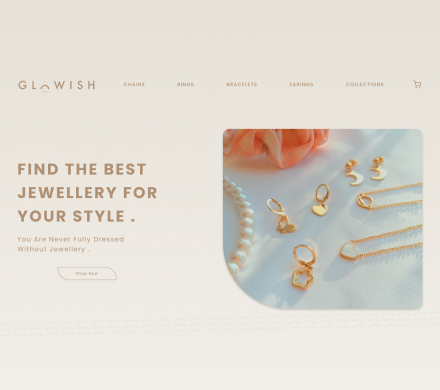 GLOWISH
CHAINS
RINGS
BRACELETS
EARINGS
COLLECTIONS
FIND THE BEST
JEWELLERY FOR
YOUR STYLE .
You Are Never Fully Dressed
Without Jewellery .
Shop Now